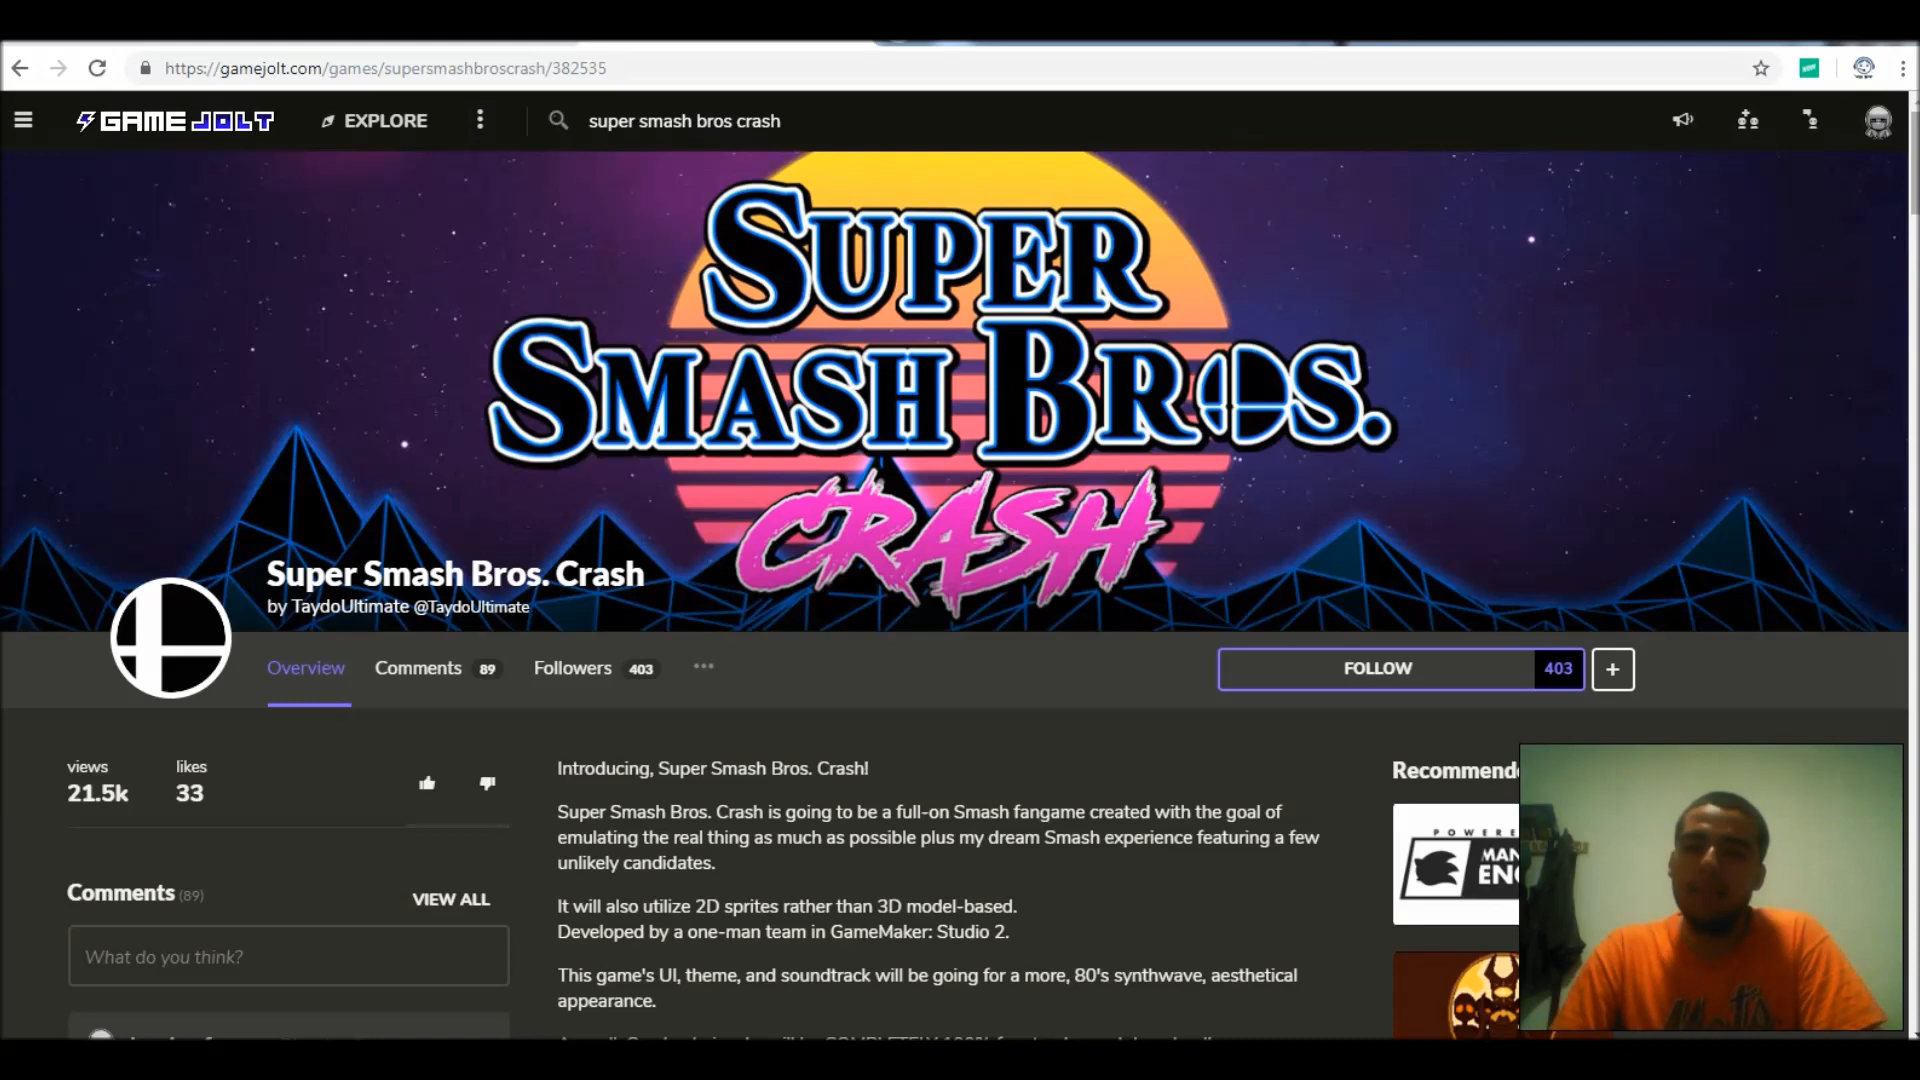 https://gamejolt.com/games/supersmashbroscrash/382535
GAME JOLT
EXPLORE
super smash bros crash
SUPER
SMASH BROS.
CRASH
Super Smash Bros. Crash
by TaydoUltimate @TaydoUltimate
Overview
Comments 89
Followers 403
FOLLOW 403
views
21.5k
likes
33
Introducing, Super Smash Bros. Crash!
Super Smash Bros. Crash is going to be a full-on Smash fangame created with the goal of
emulating the real thing as much as possible plus my dream Smash experience featuring a few
unlikely candidates.
It will also utilize 2D sprites rather than 3D model-based.
Developed by a one-man team in GameMaker: Studio 2.
This game's UI, theme, and soundtrack will be going for a more, 80's synthwave, aesthetical
appearance.
Comments (89)
VIEW ALL
What do you think?
Recommende
POWERE
MAN
ENG